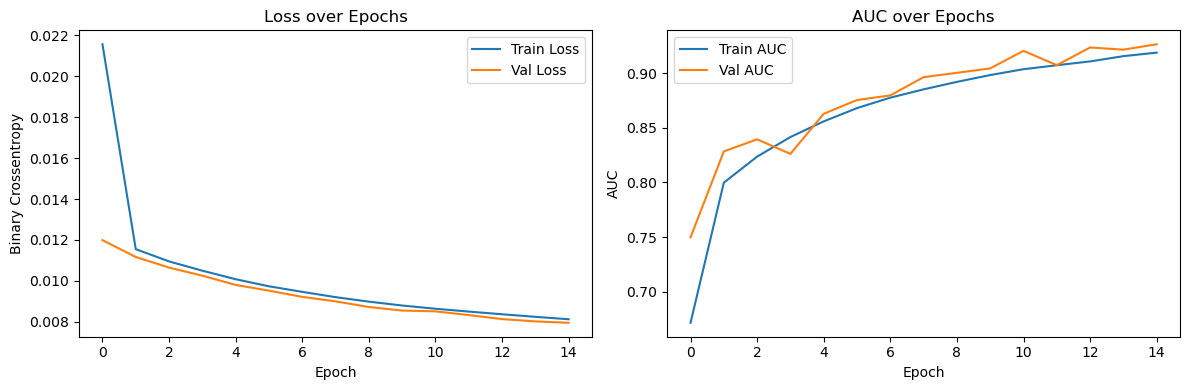 Loss over Epochs
Train Loss
Val Loss
Binary Crossentropy
0.022
0.020
0.018
0.016
0.014
0.012
0.010
0.008
0 2 4 6 8 10 12 14
Epoch
AUC over Epochs
Train AUC
Val AUC
AUC
0.90
0.85
0.80
0.75
0.70
0 2 4 6 8 10 12 14
Epoch